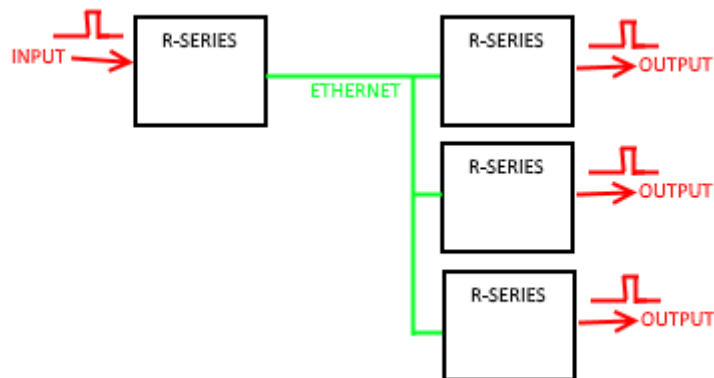 R-SERIES
INPUT
ETHERNET
R-SERIES
OUTPUT
R-SERIES
OUTPUT
R-SERIES
OUTPUT